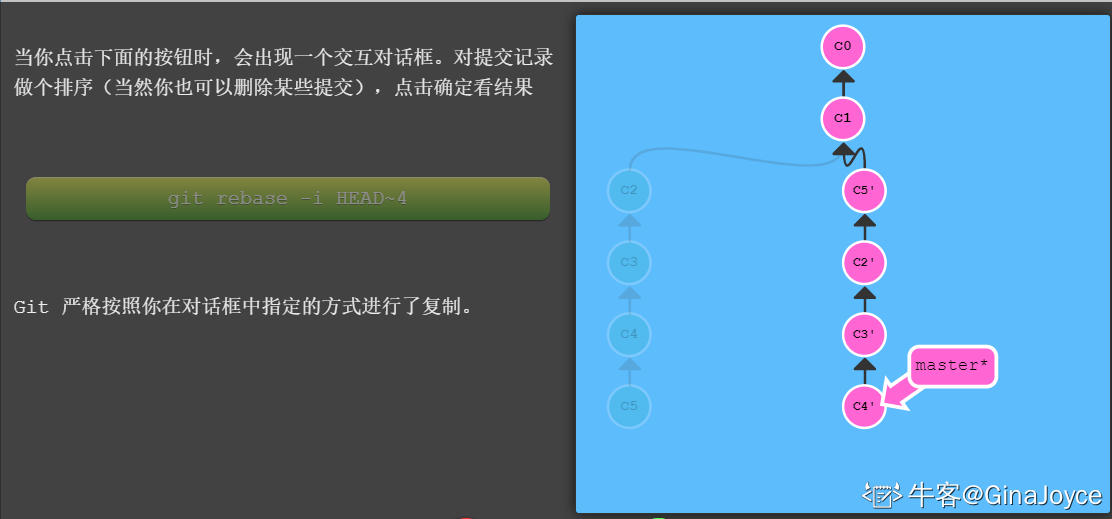 当你点击下面的按钮时，会出现一个交互对话框。对提交记录
做个排序（当然你也可以删除某些提交），点击确定看结果
git rebase -i HEAD~4
Git 严格按照你在对话框中指定的方式进行了复制。
C0
C1
C2
C5'
C3
C2'
C4
C3'
master*
C5
C4'
牛客@GinaJoyce